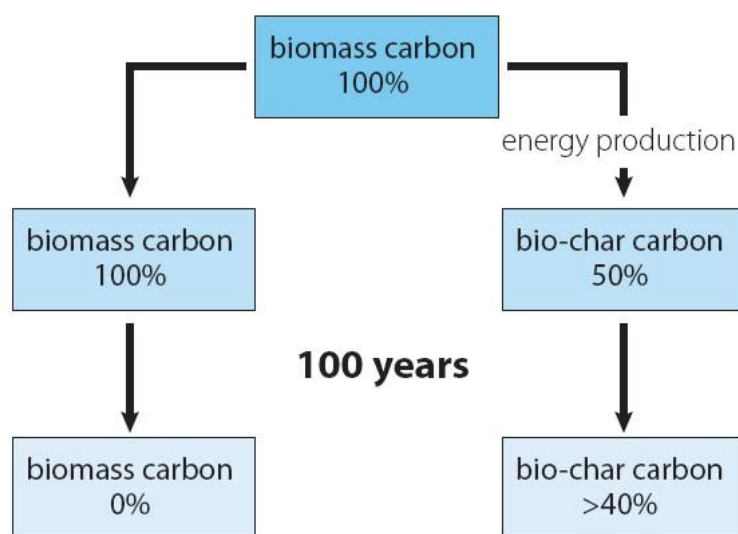 biomass carbon
100%
energy production
biomass carbon
100%
bio-char carbon
50%
100 years
biomass carbon
0%
bio-char carbon
>40%